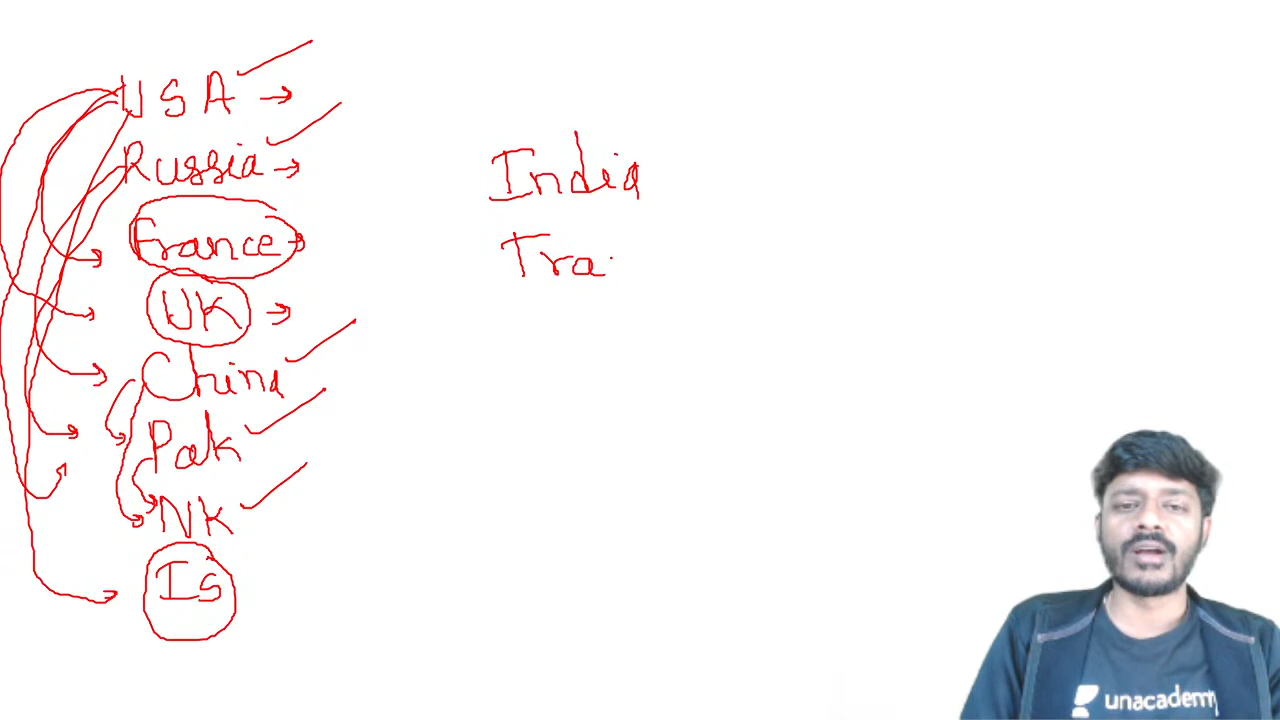 USA →
Russia →
France →
UK →
China
Pak
NK
Is
India
Tra
unacademy